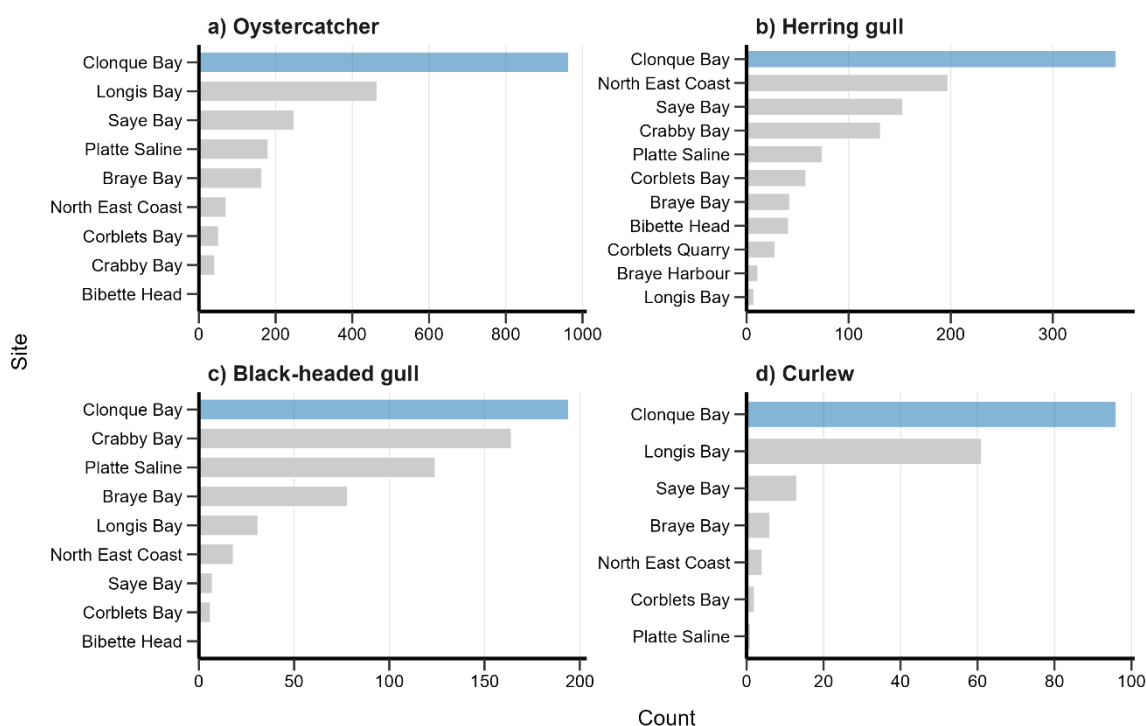 a) Oystercatcher
Clonque Bay
Longis Bay
Saye Bay
Platte Saline
Braye Bay
North East Coast
Corblets Bay
Crabby Bay
Bibette Head
0 200 400 600 800 1000
b) Herring gull
Clonque Bay
North East Coast
Saye Bay
Crabby Bay
Platte Saline
Corblets Bay
Braye Bay
Bibette Head
Corblets Quarry
Braye Harbour
Longis Bay
0 100 200 300
Site
c) Black-headed gull
Clonque Bay
Crabby Bay
Platte Saline
Braye Bay
Longis Bay
North East Coast
Saye Bay
Corblets Bay
Bibette Head
0 50 100 150 200
d) Curlew
Clonque Bay
Longis Bay
Saye Bay
Braye Bay
North East Coast
Corblets Bay
Platte Saline
0 20 40 60 80 100
Count